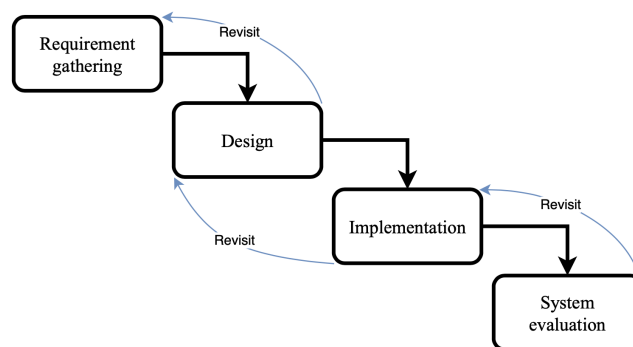 Requirement
gathering
Revisit
Design
Implementation
Revisit
Revisit
System
evaluation